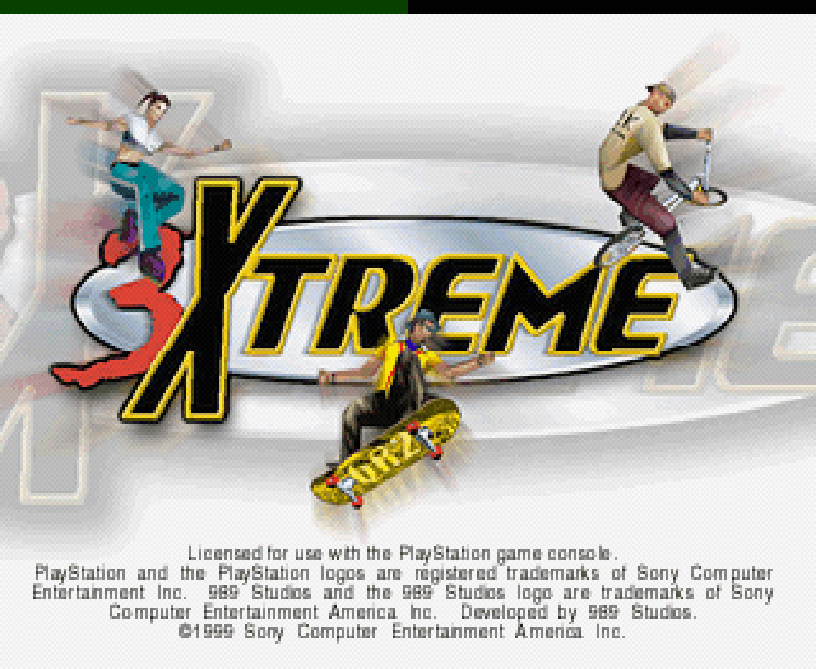 3XTREME
GRZ
Licensed for use with the PlayStation game console.
PlayStation and the PlayStation logos are registered trademarks of Sony Computer
Entertainment Inc. 989 Studios and the 989 Studios logo are trademarks of Sony
Computer Entertainment America Inc. Developed by 989 Studios.
©1999 Sony Computer Entertainment America Inc.